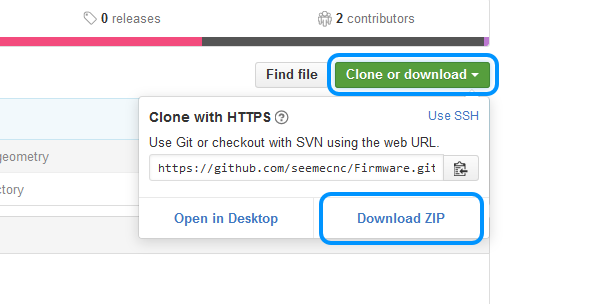 0 releases
2 contributors
Find file
Clone or download
Clone with HTTPS ?
Use SSH
Use Git or checkout with SVN using the web URL.
geometry
https://github.com/seemecnc/Firmware.git
ctory
Open in Desktop
Download ZIP